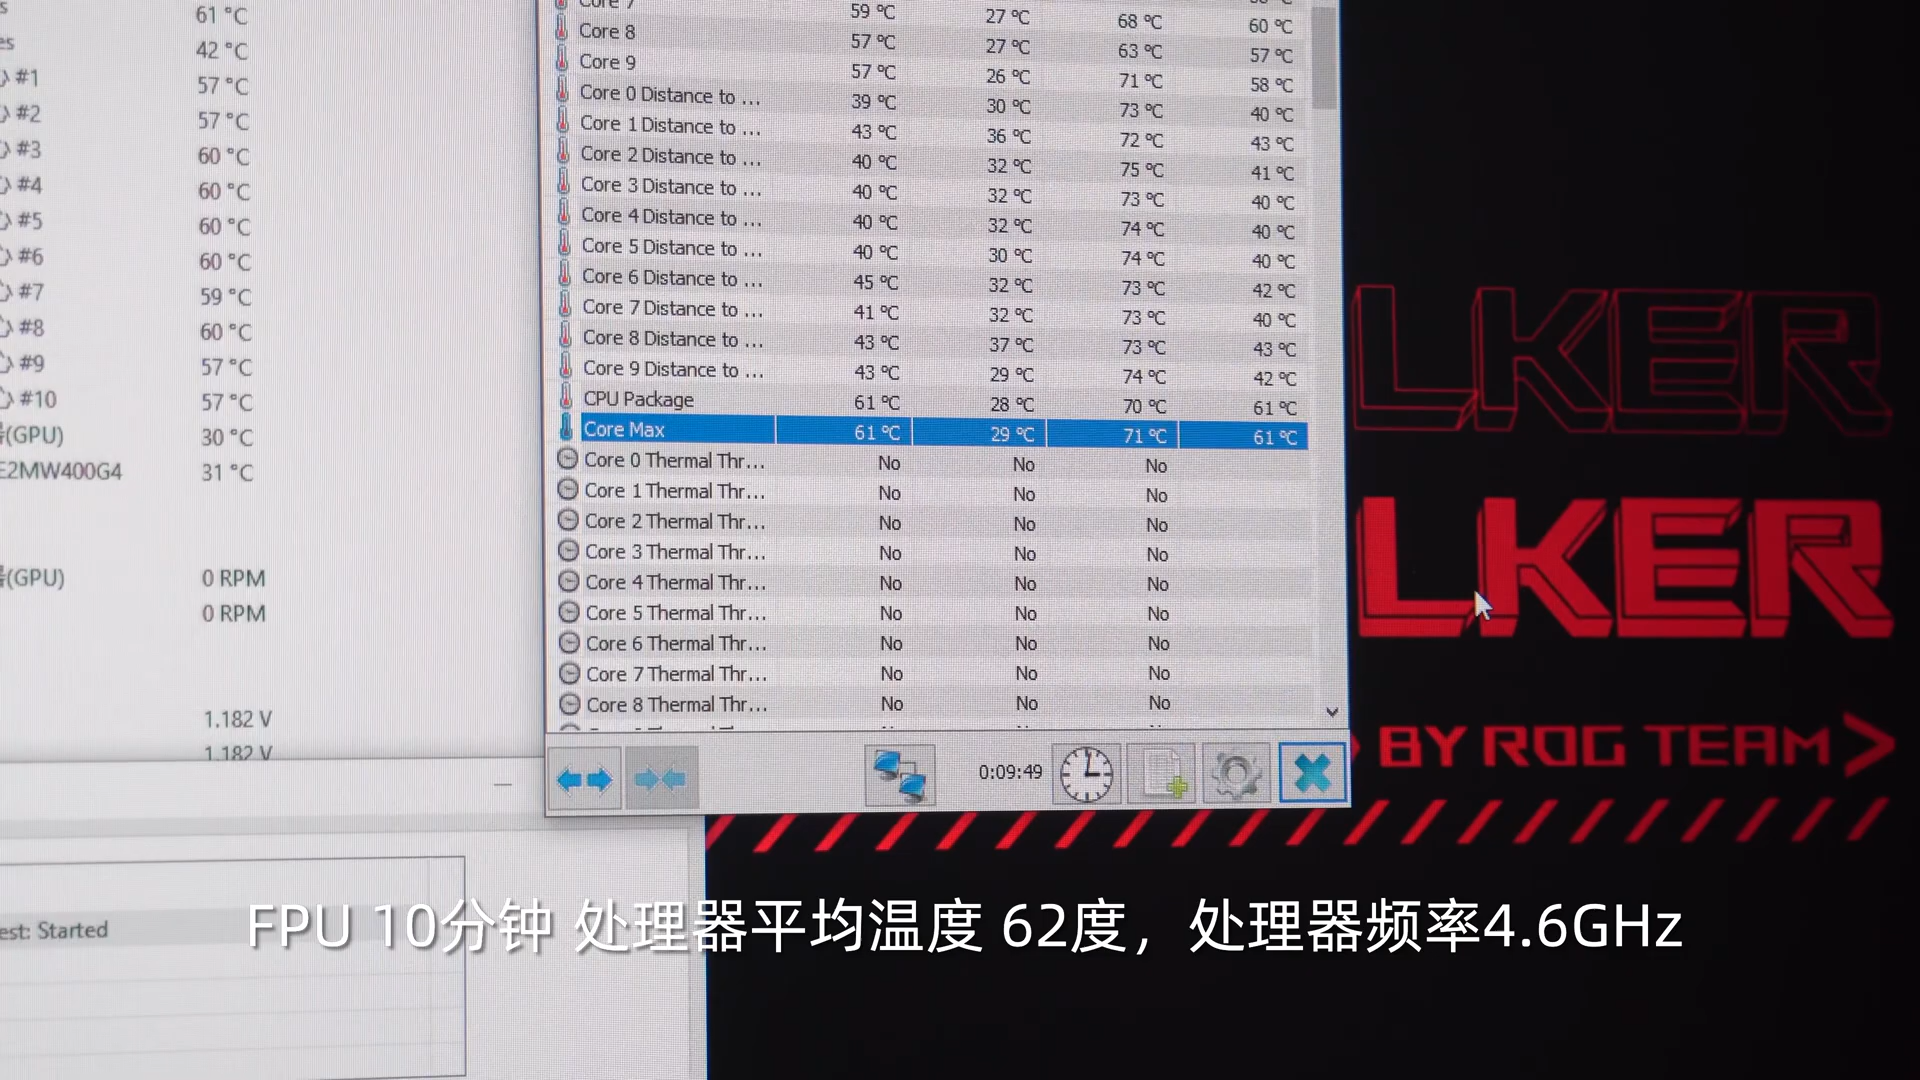 61 °C
42 °C
#1 57 °C
#2 57 °C
#3 60 °C
#4 60 °C
#5 60 °C
#6 60 °C
#7 59 °C
#8 60 °C
#9 57 °C
#10 57 °C
(GPU) 30 °C
E2MW400G4 31 °C
(GPU) 0 RPM
0 RPM
1.182 V
1.182 V
est: Started
Core 7 59 °C 27 °C 68 °C 60 °C
Core 8 57 °C 27 °C 63 °C 57 °C
Core 9 57 °C 26 °C 71 °C 58 °C
Core 0 Distance to ... 39 °C 30 °C 73 °C 40 °C
Core 1 Distance to ... 43 °C 36 °C 72 °C 43 °C
Core 2 Distance to ... 40 °C 32 °C 75 °C 41 °C
Core 3 Distance to ... 40 °C 32 °C 73 °C 40 °C
Core 4 Distance to ... 40 °C 32 °C 74 °C 40 °C
Core 5 Distance to ... 40 °C 30 °C 74 °C 40 °C
Core 6 Distance to ... 45 °C 32 °C 73 °C 42 °C
Core 7 Distance to ... 41 °C 32 °C 73 °C 40 °C
Core 8 Distance to ... 43 °C 37 °C 73 °C 43 °C
Core 9 Distance to ... 43 °C 29 °C 74 °C 42 °C
CPU Package 61 °C 28 °C 70 °C 61 °C
Core Max 61 °C 29 °C 71 °C 61 °C
Core 0 Thermal Thr... No No No
Core 1 Thermal Thr... No No No
Core 2 Thermal Thr... No No No
Core 3 Thermal Thr... No No No
Core 4 Thermal Thr... No No No
Core 5 Thermal Thr... No No No
Core 6 Thermal Thr... No No No
Core 7 Thermal Thr... No No No
Core 8 Thermal Thr... No No No
0:09:49
LKER
LKER
BY ROG TEAM
FPU 10分钟 处理器平均温度 62度，处理器频率4.6GHz